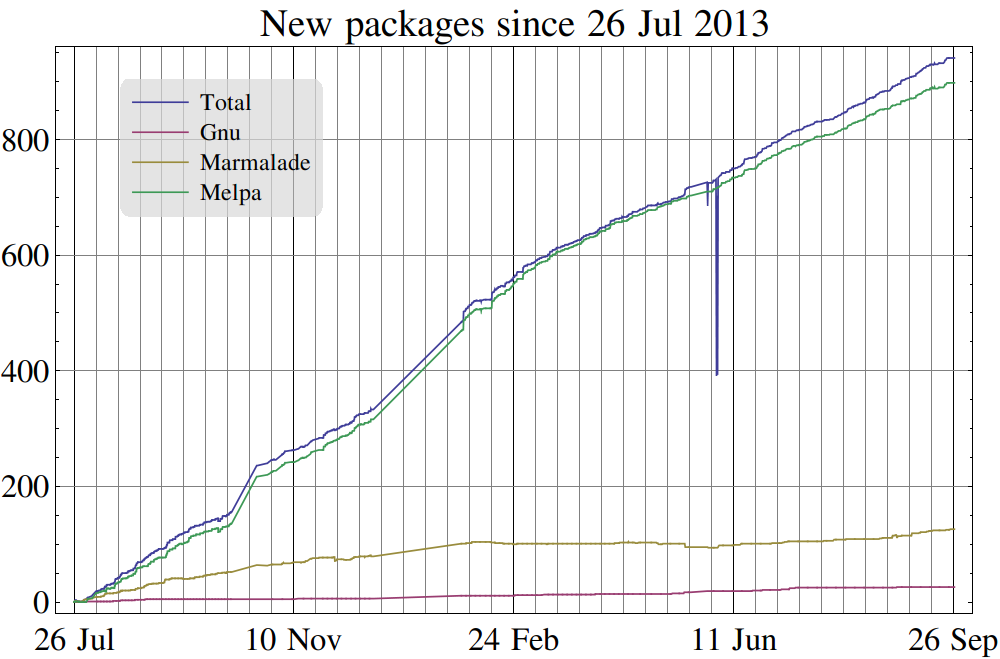 New packages since 26 Jul 2013
Total
Gnu
Marmalade
Melpa
800
600
400
200
0
26 Jul 10 Nov 24 Feb 11 Jun 26 Sep